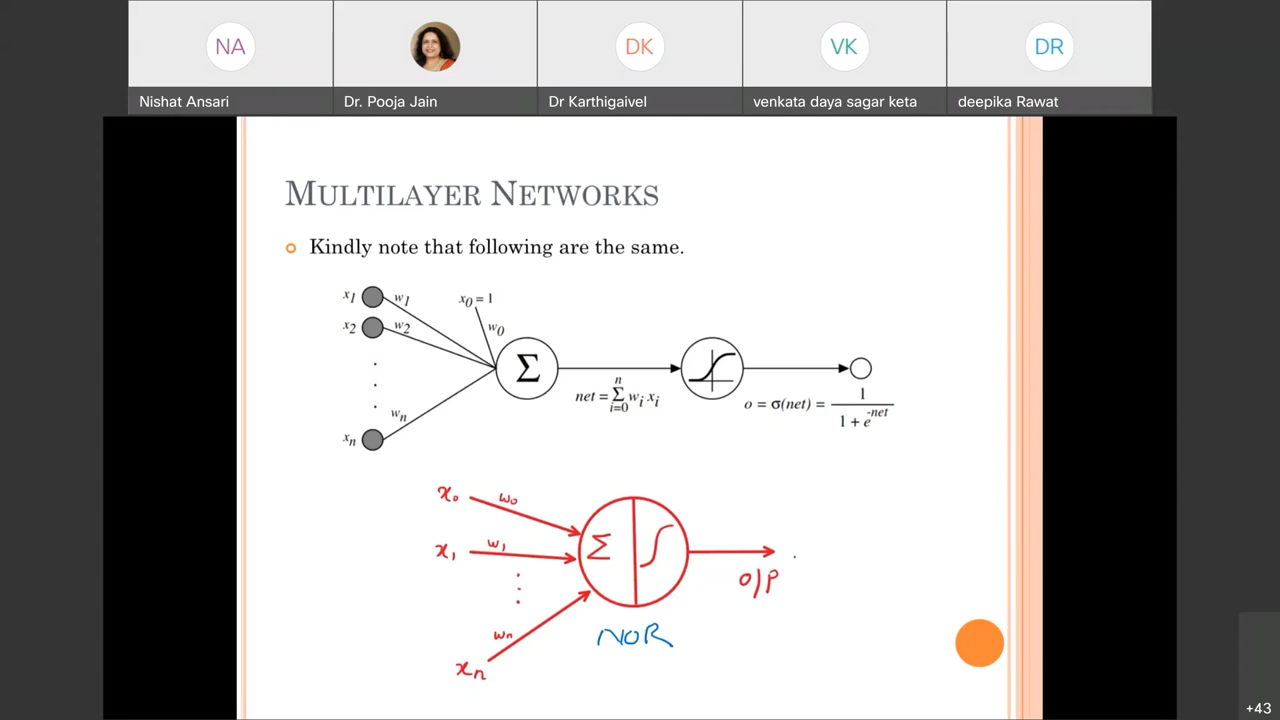 NA
DK
VK
DR
Nishat Ansari
Dr. Pooja Jain
Dr Karthigaivel
venkata daya sagar keta
deepika Rawat
MULTILAYER NETWORKS
Kindly note that following are the same.
x1 w1 x0 = 1
x2 w2 w0
Σ
net = Σ i=0 n wi xi
o = σ(net) = 1 / 1 + e -net
wn
xn
x0 w0
x1 w1 Σ
O/P
wn
NOR
xn
+43